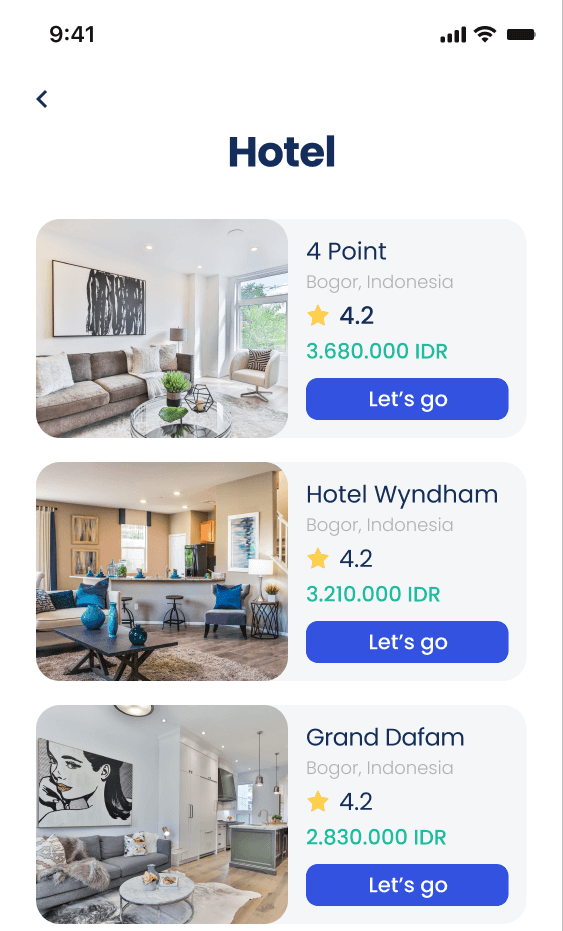 9:41
Hotel
4 Point
Bogor, Indonesia
4.2
3.680.000 IDR
Let's go
Hotel Wyndham
Bogor, Indonesia
4.2
3.210.000 IDR
Let's go
Grand Dafam
Bogor, Indonesia
4.2
2.830.000 IDR
Let's go